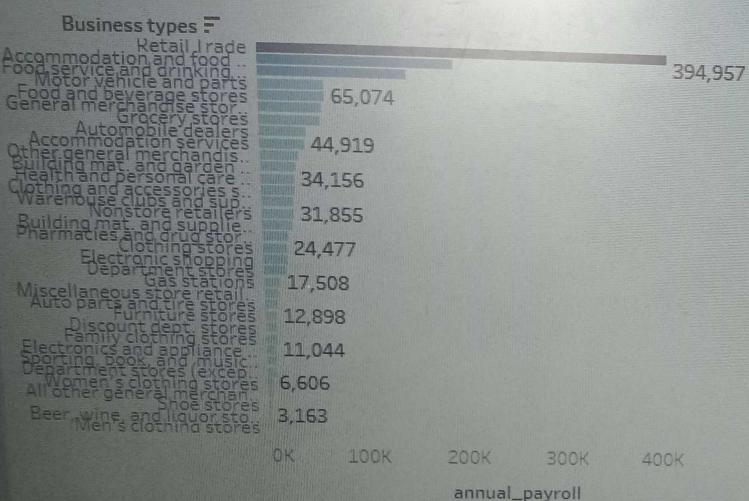 Business types
Retail Trade
394,957
Accommodation and food ..
Food service and drinking ..
Motor vehicle and parts
Food and beverage stores
65,074
General merchandise stor..
Grocery stores
Automobile dealers
Accommodation services
44,919
Other general merchandis..
Building mat. and garden ..
Health and personal care ..
34,156
Clothing and accessories s..
Warehouse clubs and sup..
Nonstore retailers
31,855
Building mat. and supplie..
Pharmacies and drug stor..
Clothing stores
24,477
Electronic shopping
Department stores
Gas stations
17,508
Miscellaneous store retail..
Auto parts and tire stores
Furniture stores
12,898
Discount dept. stores
Family clothing stores
Electronics and appliance ..
11,044
Sporting, book, and music..
Department stores (excep..
Women's clothing stores
6,606
All other general merchan..
Shoe stores
Beer, wine, and liquor sto..
3,163
Men's clothing stores
0K 100K 200K 300K 400K
annual_payroll